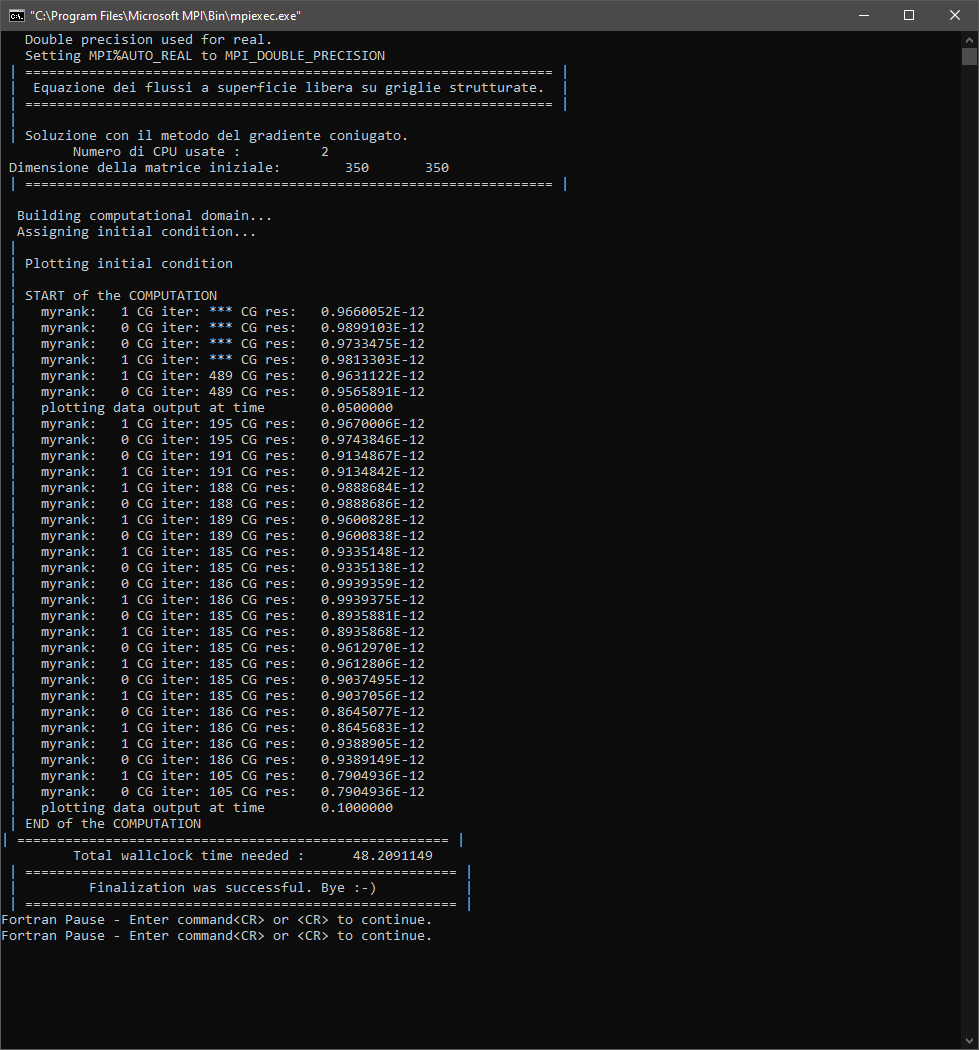 "C:\Program Files\Microsoft MPI\Bin\mpiexec.exe"
Double precision used for real.
Setting MPI%AUTO_REAL to MPI_DOUBLE_PRECISION
| ================================================================== |
| Equazione dei flussi a superficie libera su griglie strutturate. |
| ================================================================== |
|
| Soluzione con il metodo del gradiente coniugato.
Numero di CPU usate : 2
Dimensione della matrice iniziale: 350 350
| ================================================================== |
Building computational domain...
Assigning initial condition...
|
| Plotting initial condition
|
| START of the COMPUTATION
| myrank: 1 CG iter: *** CG res: 0.9660052E-12
| myrank: 0 CG iter: *** CG res: 0.9899103E-12
| myrank: 0 CG iter: *** CG res: 0.9733475E-12
| myrank: 1 CG iter: *** CG res: 0.9813303E-12
| myrank: 1 CG iter: 489 CG res: 0.9631122E-12
| myrank: 0 CG iter: 489 CG res: 0.9565891E-12
| plotting data output at time 0.0500000
| myrank: 1 CG iter: 195 CG res: 0.9670006E-12
| myrank: 0 CG iter: 195 CG res: 0.9743846E-12
| myrank: 0 CG iter: 191 CG res: 0.9134867E-12
| myrank: 1 CG iter: 191 CG res: 0.9134842E-12
| myrank: 1 CG iter: 188 CG res: 0.9888684E-12
| myrank: 0 CG iter: 188 CG res: 0.9888686E-12
| myrank: 1 CG iter: 189 CG res: 0.9600828E-12
| myrank: 0 CG iter: 189 CG res: 0.9600838E-12
| myrank: 1 CG iter: 185 CG res: 0.9335148E-12
| myrank: 0 CG iter: 185 CG res: 0.9335138E-12
| myrank: 0 CG iter: 186 CG res: 0.9939359E-12
| myrank: 1 CG iter: 186 CG res: 0.9939375E-12
| myrank: 0 CG iter: 185 CG res: 0.8935881E-12
| myrank: 1 CG iter: 185 CG res: 0.8935868E-12
| myrank: 0 CG iter: 185 CG res: 0.9612970E-12
| myrank: 1 CG iter: 185 CG res: 0.9612806E-12
| myrank: 0 CG iter: 185 CG res: 0.9037495E-12
| myrank: 1 CG iter: 185 CG res: 0.9037056E-12
| myrank: 0 CG iter: 186 CG res: 0.8645077E-12
| myrank: 1 CG iter: 186 CG res: 0.8645683E-12
| myrank: 1 CG iter: 186 CG res: 0.9388905E-12
| myrank: 0 CG iter: 186 CG res: 0.9389149E-12
| myrank: 1 CG iter: 105 CG res: 0.7904936E-12
| myrank: 0 CG iter: 105 CG res: 0.7904936E-12
| plotting data output at time 0.1000000
| END of the COMPUTATION
| ====================================================== |
Total wallclock time needed : 48.2091149
| ====================================================== |
| Finalization was successful. Bye :-) |
| ====================================================== |
Fortran Pause - Enter command<CR> or <CR> to continue.
Fortran Pause - Enter command<CR> or <CR> to continue.